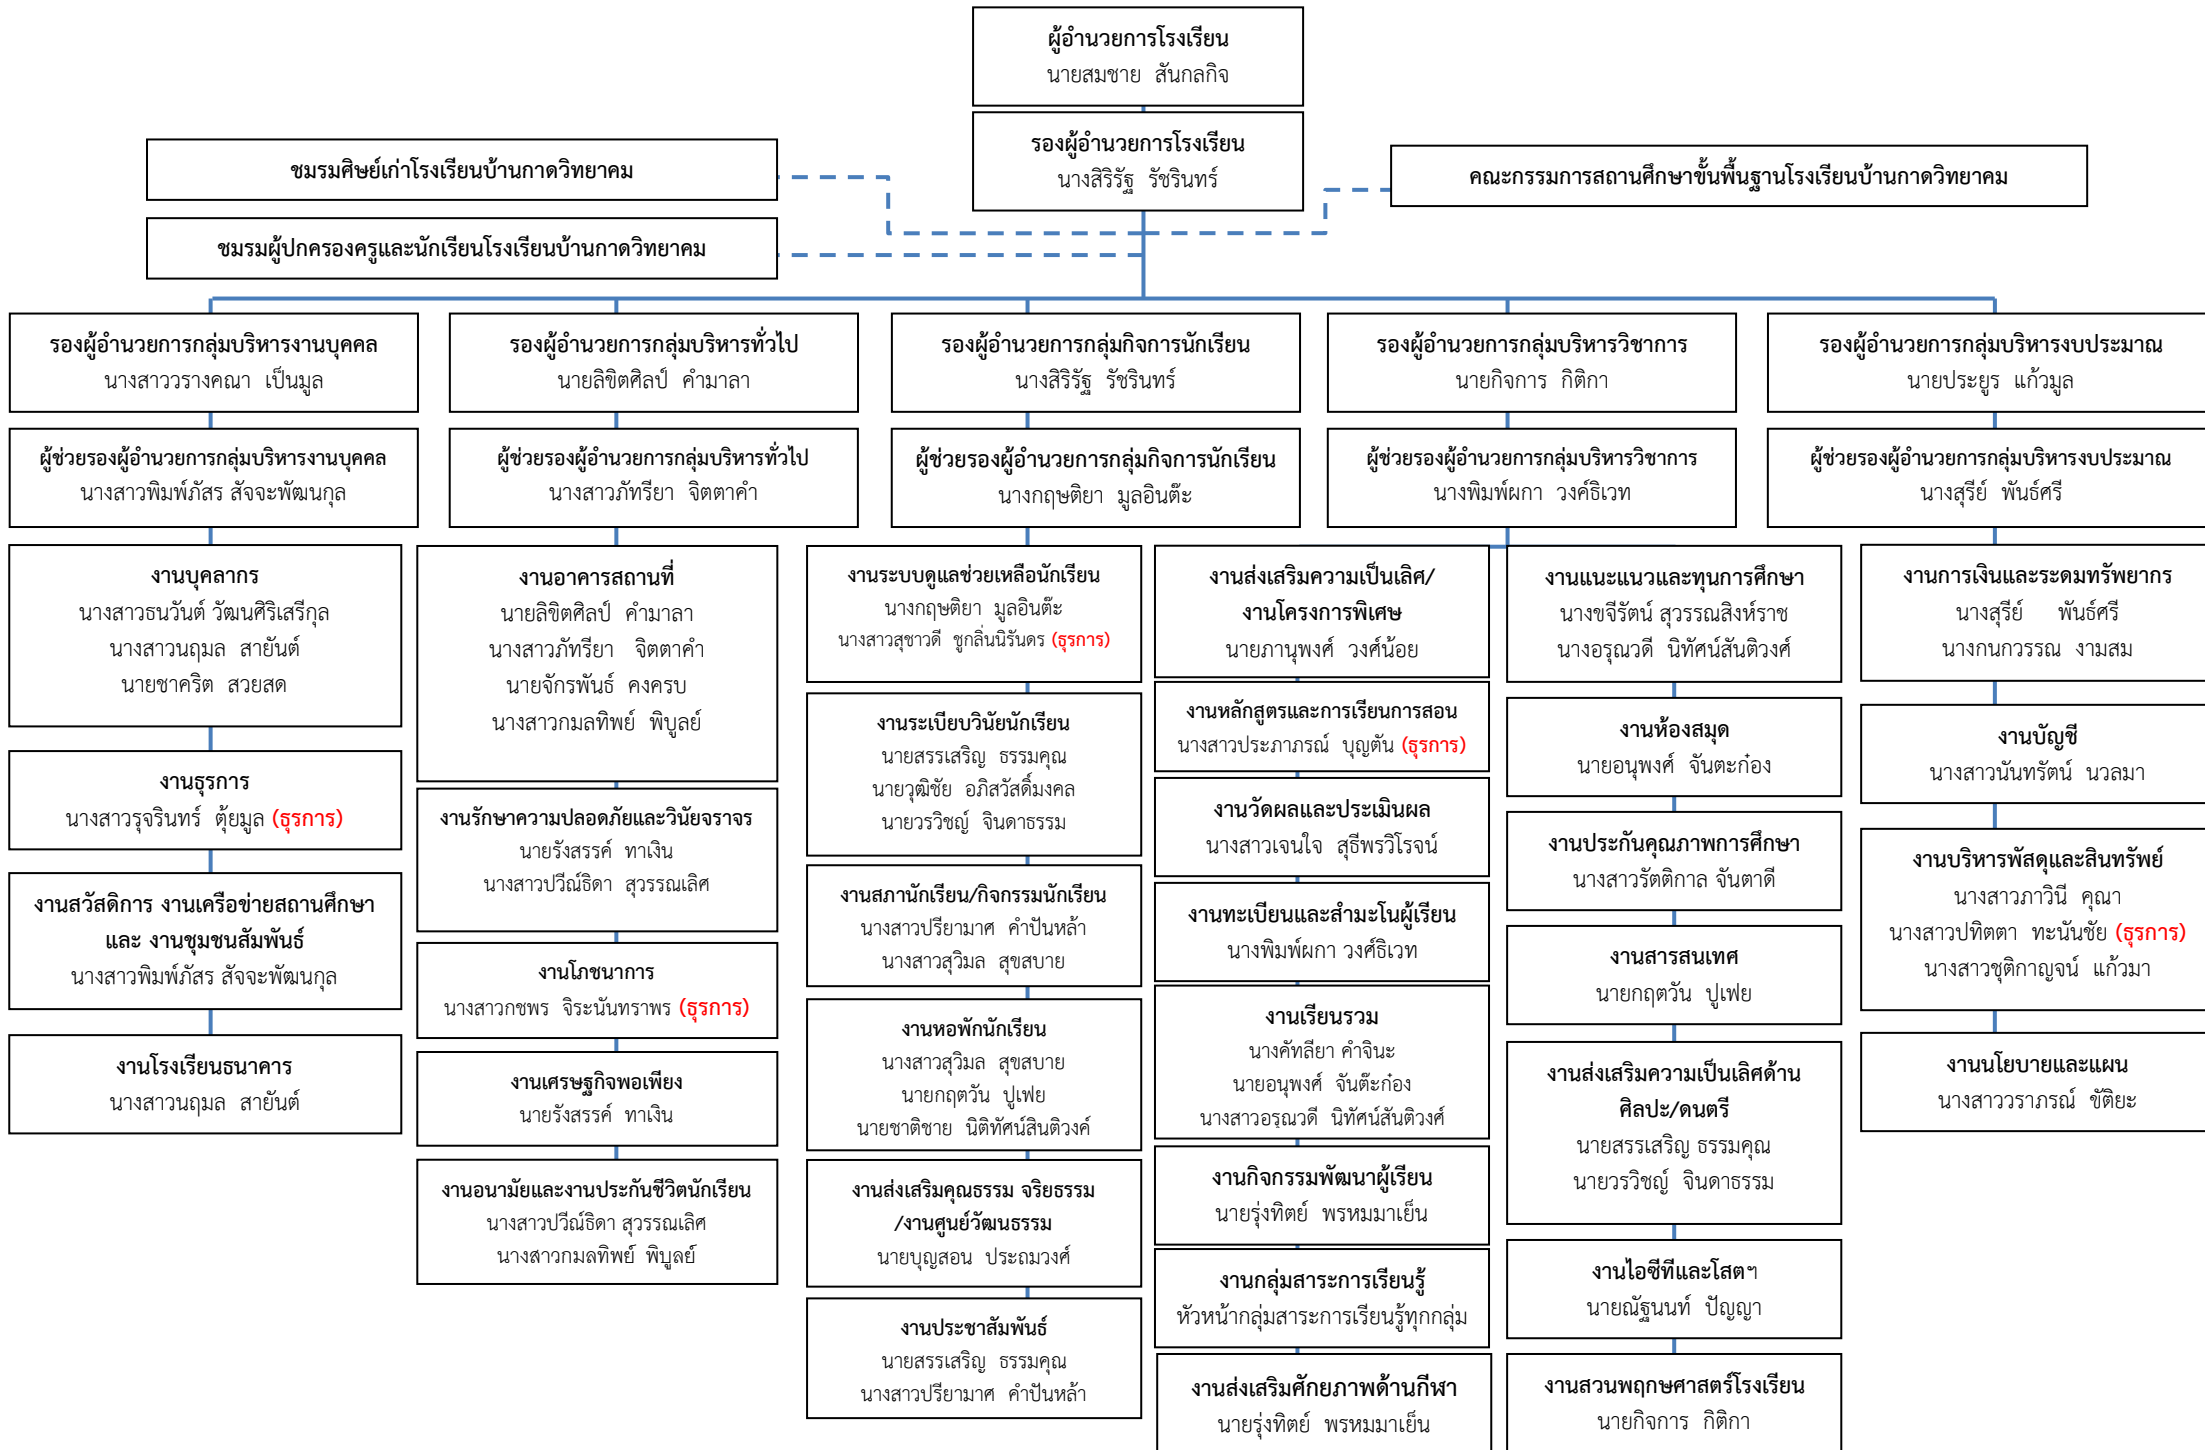 ผู้อำนวยการโรงเรียน
นายสมชาย สันกลกิจ
รองผู้อำนวยการโรงเรียน
นางสิริรัฐ รัชรินทร์
ชมรมศิษย์เก่าโรงเรียนบ้านกาดวิทยาคม
คณะกรรมการสถานศึกษาขั้นพื้นฐานโรงเรียนบ้านกาดวิทยาคม
ชมรมผู้ปกครองครูและนักเรียนโรงเรียนบ้านกาดวิทยาคม
รองผู้อำนวยการกลุ่มบริหารงานบุคคล
นางสาววรางคณา เป็นมูล
รองผู้อำนวยการกลุ่มบริหารทั่วไป
นายลิขิตศิลป์ คำมาลา
รองผู้อำนวยการกลุ่มกิจการนักเรียน
นางสิริรัฐ รัชรินทร์
รองผู้อำนวยการกลุ่มบริหารวิชาการ
นายกิจการ กิติกา
รองผู้อำนวยการกลุ่มบริหารงบประมาณ
นายประยูร แก้วมูล
ผู้ช่วยรองผู้อำนวยการกลุ่มบริหารงานบุคคล
นางสาวพิมพ์ภัสร สัจจะพัฒนกุล
ผู้ช่วยรองผู้อำนวยการกลุ่มบริหารทั่วไป
นางสาวภัทรียา จิตตาคำ
ผู้ช่วยรองผู้อำนวยการกลุ่มกิจการนักเรียน
นางกฤษติยา มูลอินต๊ะ
ผู้ช่วยรองผู้อำนวยการกลุ่มบริหารวิชาการ
นางพิมพ์ผกา วงค์ธิเวท
ผู้ช่วยรองผู้อำนวยการกลุ่มบริหารงบประมาณ
นางสุรีย์ พันธ์ศรี
งานบุคลากร
นางสาวธนวันต์ วัฒนศิริเสรีกุล
นางสาวนฤมล สายันต์
นายชาคริต สวยสด
งานธุรการ
นางสาวรุจรินทร์ ตุ้ยมูล (ธุรการ)
งานสวัสดิการ งานเครือข่ายสถานศึกษา
และ งานชุมชนสัมพันธ์
นางสาวพิมพ์ภัสร สัจจะพัฒนกุล
งานโรงเรียนธนาคาร
นางสาวนฤมล สายันต์
งานอาคารสถานที่
นายลิขิตศิลป์ คำมาลา
นางสาวภัทรียา จิตตาคำ
นายจักรพันธ์ คงครบ
นางสาวกมลทิพย์ พิบูลย์
งานรักษาความปลอดภัยและวินัยจราจร
นายรังสรรค์ ทาเงิน
นางสาวปวีณ์ธิดา สุวรรณเลิศ
งานโภชนาการ
นางสาวกชพร จิระนันทราพร (ธุรการ)
งานเศรษฐกิจพอเพียง
นายรังสรรค์ ทาเงิน
งานอนามัยและงานประกันชีวิตนักเรียน
นางสาวปวีณ์ธิดา สุวรรณเลิศ
นางสาวกมลทิพย์ พิบูลย์
งานระบบดูแลช่วยเหลือนักเรียน
นางกฤษติยา มูลอินต๊ะ
นางสาวสุชาวดี ชูกลิ่นนิรันดร (ธุรการ)
งานระเบียบวินัยนักเรียน
นายสรรเสริญ ธรรมคุณ
นายวุฒิชัย อภิสวัสดิ์มงคล
นายวรวิชญ์ จินดาธรรม
งานสภานักเรียน/กิจกรรมนักเรียน
นางสาวปรียามาศ คำปันหล้า
นางสาวสุวิมล สุขสบาย
งานหอพักนักเรียน
นางสาวสุวิมล สุขสบาย
นายกฤตวัน ปูเฟย
นายชาติชาย นิติทัศน์สินติวงค์
งานส่งเสริมคุณธรรม จริยธรรม
/งานศูนย์วัฒนธรรม
นายบุญสอน ประถมวงศ์
งานประชาสัมพันธ์
นายสรรเสริญ ธรรมคุณ
นางสาวปรียามาศ คำปันหล้า
งานส่งเสริมความเป็นเลิศ/
งานโครงการพิเศษ
นายภานุพงศ์ วงศ์น้อย
งานหลักสูตรและการเรียนการสอน
นางสาวประภาภรณ์ บุญตัน (ธุรการ)
งานวัดผลและประเมินผล
นางสาวเจนใจ สุธีพรวิโรจน์
งานทะเบียนและสำมะโนผู้เรียน
นางพิมพ์ผกา วงศ์ธิเวท
งานเรียนรวม
นางคัทลียา คำจินะ
นายอนุพงศ์ จันต๊ะก๋อง
นางสาวอรุณวดี นิทัศน์สันติวงศ์
งานกิจกรรมพัฒนาผู้เรียน
นายรุ่งทิตย์ พรหมมาเย็น
งานกลุ่มสาระการเรียนรู้
หัวหน้ากลุ่มสาระการเรียนรู้ทุกกลุ่ม
งานส่งเสริมศักยภาพด้านกีฬา
นายรุ่งทิตย์ พรหมมาเย็น
งานแนะแนวและทุนการศึกษา
นางขจีรัตน์ สุวรรณสิงห์ราช
นางอรุณวดี นิทัศน์สันติวงศ์
งานห้องสมุด
นายอนุพงศ์ จันตะก๋อง
งานประกันคุณภาพการศึกษา
นางสาวรัตติกาล จันตาดี
งานสารสนเทศ
นายกฤตวัน ปูเฟย
งานส่งเสริมความเป็นเลิศด้าน
ศิลปะ/ดนตรี
นายสรรเสริญ ธรรมคุณ
นายวรวิชญ์ จินดาธรรม
งานไอซีทีและโสตฯ
นายณัฐนนท์ ปัญญา
งานสวนพฤกษศาสตร์โรงเรียน
นายกิจการ กิติกา
งานการเงินและระดมทรัพยากร
นางสุรีย์ พันธ์ศรี
นางกนกวรรณ งามสม
งานบัญชี
นางสาวนันทรัตน์ นวลมา
งานบริหารพัสดุและสินทรัพย์
นางสาวภาวินี คุณา
นางสาวปทิตตา ทะนันชัย (ธุรการ)
นางสาวชุติกาญจน์ แก้วมา
งานนโยบายและแผน
นางสาววราภรณ์ ขัติยะ